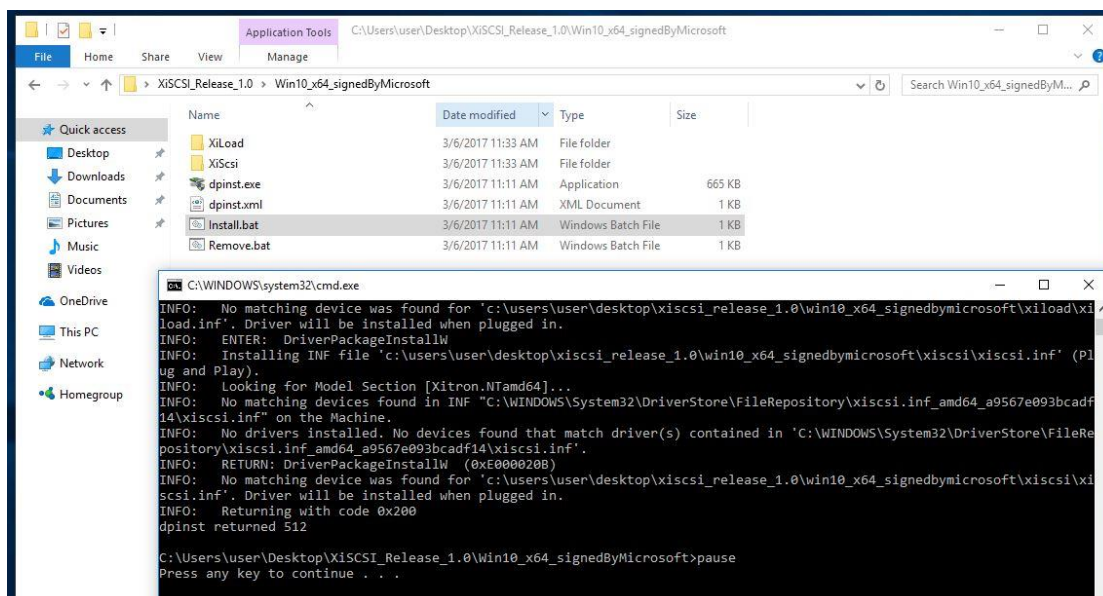 Application Tools
C:\Users\user\Desktop\XiSCSI_Release_1.0\Win10_x64_signedByMicrosoft
File Home Share View Manage
XiSCSI_Release_1.0 > Win10_x64_signedByMicrosoft
Search Win10_x64_signedByM...
Name Date modified Type Size
Quick access
Desktop
Downloads
Documents
Pictures
Music
Videos
OneDrive
This PC
Network
Homegroup
XiLoad 3/6/2017 11:33 AM File folder
XiScsi 3/6/2017 11:33 AM File folder
dpinst.exe 3/6/2017 11:11 AM Application 665 KB
dpinst.xml 3/6/2017 11:11 AM XML Document 1 KB
Install.bat 3/6/2017 11:11 AM Windows Batch File 1 KB
Remove.bat 3/6/2017 11:11 AM Windows Batch File 1 KB
C:\WINDOWS\system32\cmd.exe
INFO: No matching device was found for 'c:\users\user\desktop\xiscsi_release_1.0\win10_x64_signedbymicrosoft\xiload\xi
load.inf'. Driver will be installed when plugged in.
INFO: ENTER: DriverPackageInstallW
INFO: Installing INF file 'c:\users\user\desktop\xiscsi_release_1.0\win10_x64_signedbymicrosoft\xiscsi\xiscsi.inf' (Pl
ug and Play).
INFO: Looking for Model Section [Xitron.NTamd64]...
INFO: No matching devices found in INF "C:\WINDOWS\System32\DriverStore\FileRepository\xiscsi.inf_amd64_a9567e093bcadf
14\xiscsi.inf" on the Machine.
INFO: No drivers installed. No devices found that match driver(s) contained in 'C:\WINDOWS\System32\DriverStore\FileRe
pository\xiscsi.inf_amd64_a9567e093bcadf14\xiscsi.inf'.
INFO: RETURN: DriverPackageInstallW (0xE000020B)
INFO: No matching device was found for 'c:\users\user\desktop\xiscsi_release_1.0\win10_x64_signedbymicrosoft\xiscsi\xi
scsi.inf'. Driver will be installed when plugged in.
INFO: Returning with code 0x200
dpinst returned 512
C:\Users\user\Desktop\XiSCSI_Release_1.0\Win10_x64_signedByMicrosoft>pause
Press any key to continue . . .